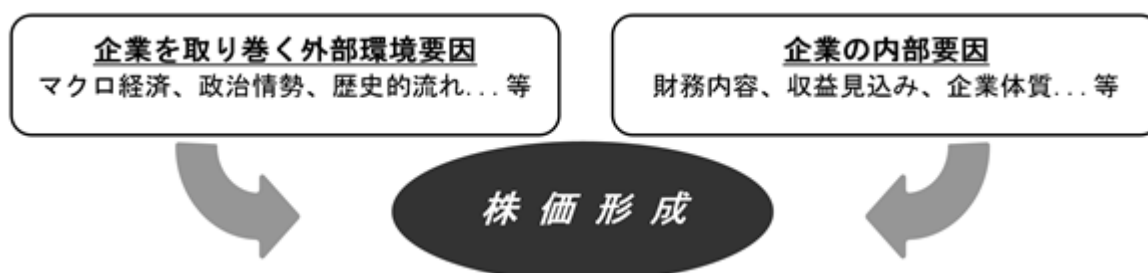 企業を取り巻く外部環境要因
マクロ経済、政治情勢、歴史的流れ...等
企業の内部要因
財務内容、収益見込み、企業体質...等
株価形成